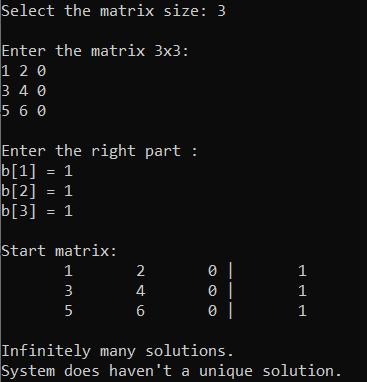 Select the matrix size: 3
Enter the matrix 3x3:
1 2 0
3 4 0
5 6 0
Enter the right part :
b[1] = 1
b[2] = 1
b[3] = 1
Start matrix:
1 2 0 | 1
3 4 0 | 1
5 6 0 | 1
Infinitely many solutions.
System does haven't a unique solution.